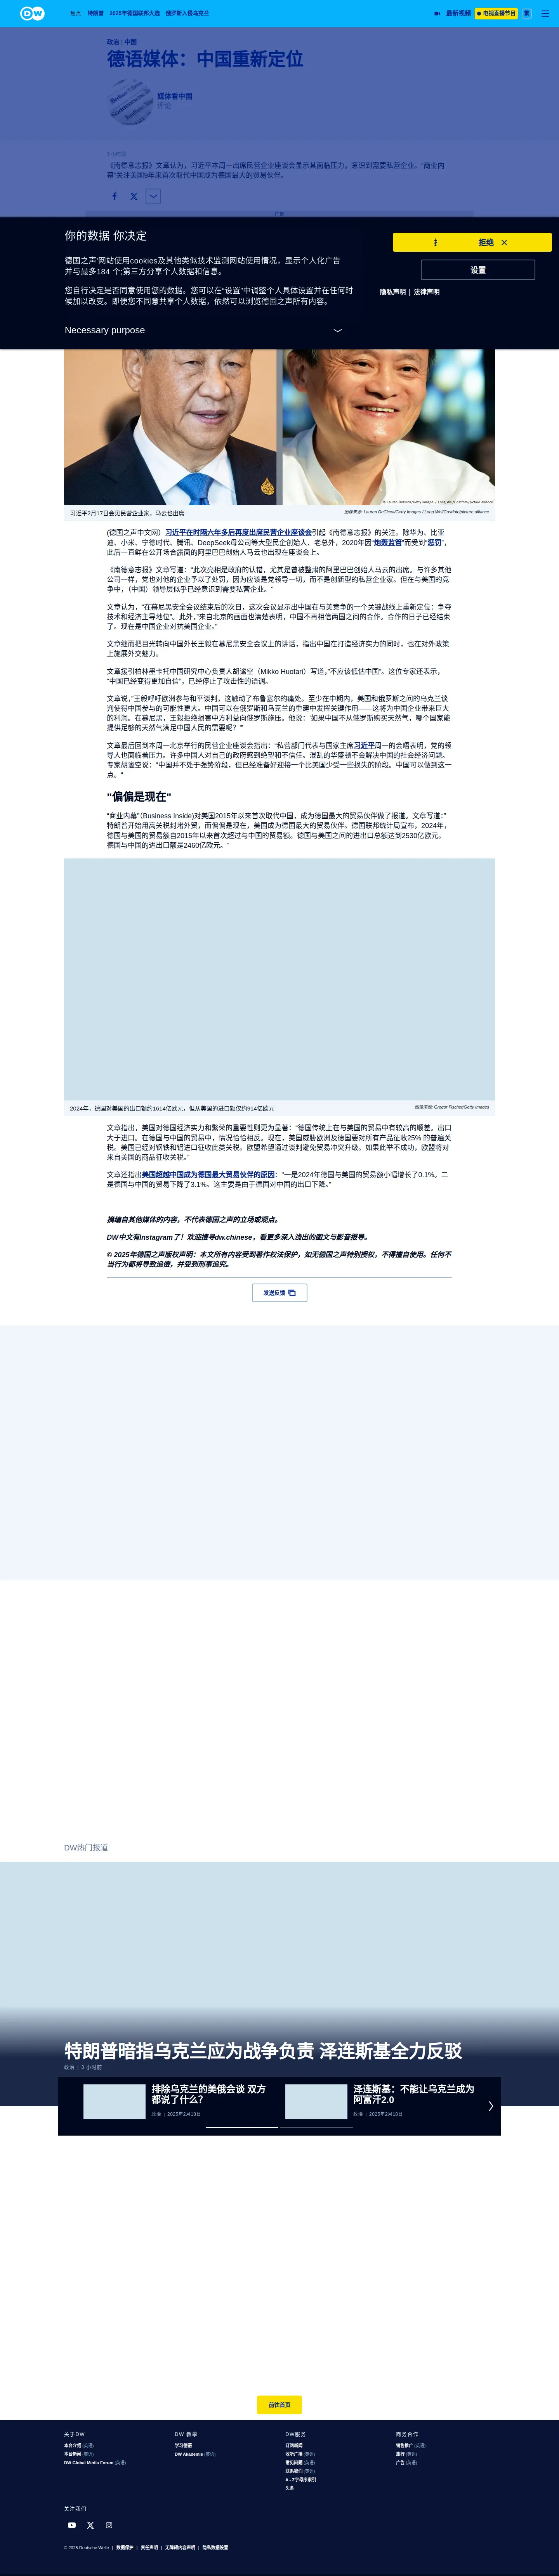 DW
焦点 特朗普 2025年德国联邦大选 俄罗斯入侵乌克兰
最新视频 电视直播节目 繁
政治 | 中国
德语媒体：中国重新定位
媒体看中国
评论
3 小时前
《南德意志报》文章认为，习近平本周一出席民营企业座谈会显示其面临压力，意识到需要私营企业。“商业内
幕”关注美国9年来首次取代中国成为德国最大的贸易伙伴。
广告
你的数据 你决定
德国之声'网站使用cookies及其他类似技术监测网站使用情况，显示个人化广告
并与最多184 个;第三方分享个人数据和信息。
您自行决定是否同意使用您的数据。您可以在“设置”中调整个人具体设置并在任何时
候加以改变。即便您不同意共享个人数据，依然可以浏览德国之声所有内容。
拒绝
设置
隐私声明 | 法律声明
Necessary purpose
© Lauren DeCicca/Getty Images / Long Wei/Costfoto/picture alliance
习近平2月17日会见民营企业家，马云也出席
图像来源: Lauren DeCicca/Getty Images / Long Wei/Costfoto/picture alliance
(德国之声中文网）习近平在时隔六年多后再度出席民营企业座谈会引起《南德意志报》的关注。除华为、比亚
迪、小米、宁德时代、腾讯、DeepSeek母公司等大型民企创始人、老总外，2020年因“炮轰监管”而受到“惩罚”，
此后一直鲜在公开场合露面的阿里巴巴创始人马云也出现在座谈会上。
《南德意志报》文章写道：“此次亮相是政府的认错，尤其是曾被整肃的阿里巴巴创始人马云的出席。与许多其他
公司一样，党也对他的企业予以了处罚，因为应该是党领导一切，而不是创新型的私营企业家。但在与美国的竞
争中，（中国）领导层似乎已经意识到需要私营企业。”
文章认为，“在慕尼黑安全会议结束后的次日，这次会议显示出中国在与美竞争的一个关键战线上重新定位：争夺
技术和经济主导地位”。此外，“来自北京的画面也清楚表明，中国不再相信两国之间的合作。合作的日子已经结束
了。现在是中国企业对抗美国企业。”
文章继而把目光转向中国外长王毅在慕尼黑安全会议上的讲话，指出中国在打造经济实力的同时，也在对外政策
上施展外交魅力。
文章援引柏林墨卡托中国研究中心负责人胡谧空（Mikko Huotari）写道，“不应该低估中国”。这位专家还表示，
“中国已经变得更加自信”，已经停止了攻击性的语调。
文章说，“王毅呼吁欧洲参与和平谈判，这触动了布鲁塞尔的痛处。至少在中期内，美国和俄罗斯之间的乌克兰谈
判使得中国参与的可能性更大。中国可以在俄罗斯和乌克兰的重建中发挥关键作用——这将为中国企业带来巨大
的利润。在慕尼黑，王毅拒绝损害中方利益向俄罗斯施压。他说：‘如果中国不从俄罗斯购买天然气，哪个国家能
提供足够的天然气满足中国人民的需要呢？’”
文章最后回到本周一北京举行的民营企业座谈会指出：“私营部门代表与国家主席习近平周一的会晤表明，党的领
导人也面临着压力。许多中国人对自己的政府感到绝望和不信任。混乱的华盛顿不会解决中国的社会经济问题。
专家胡谧空说：“中国并不处于强势阶段，但已经准备好迎接一个比美国少受一些损失的阶段。中国可以做到这一
点。”
"偏偏是现在"
“商业内幕”（Business Inside)对美国2015年以来首次取代中国，成为德国最大的贸易伙伴做了报道。文章写道：”
特朗普开始用高关税封堵外贸，而偏偏是现在，美国成为德国最大的贸易伙伴。德国联邦统计局宣布，2024年，
德国与美国的贸易额自2015年以来首次超过与中国的贸易额。德国与美国之间的进出口总额达到2530亿欧元。
德国与中国的进出口额是2460亿欧元。“
2024年，德国对美国的出口额约1614亿欧元，但从美国的进口额仅约914亿欧元
图像来源: Gregor Fischer/Getty Images
文章指出，美国对德国经济实力和繁荣的重要性则更为显著：“德国传统上在与美国的贸易中有较高的顺差。出口
大于进口。在德国与中国的贸易中，情况恰恰相反。现在，美国威胁欧洲及德国要对所有产品征收25% 的普遍关
税。美国已经对钢铁和铝进口征收此类关税。欧盟希望通过谈判避免贸易冲突升级。如果此举不成功，欧盟将对
来自美国的商品征收关税。”
文章还指出美国超越中国成为德国最大贸易伙伴的原因：“一是2024年德国与美国的贸易额小幅增长了0.1%。二
是德国与中国的贸易下降了3.1%。这主要是由于德国对中国的出口下降。”
摘编自其他媒体的内容，不代表德国之声的立场或观点。
DW中文有Instagram了！欢迎搜寻dw.chinese，看更多深入浅出的图文与影音报导。
© 2025年德国之声版权声明：本文所有内容受到著作权法保护，如无德国之声特别授权，不得擅自使用。任何不
当行为都将导致追偿，并受到刑事追究。
发送反馈
DW热门报道
特朗普暗指乌克兰应为战争负责 泽连斯基全力反驳
政治 | 3 小时前
排除乌克兰的美俄会谈 双方
都说了什么？
政治 | 2025年2月18日
泽连斯基：不能让乌克兰成为
阿富汗2.0
政治 | 2025年2月18日
前往首页
关于DW
本台介绍 (英语)
本台新闻 (英语)
DW Global Media Forum (英语)
DW 教学
学习德语
DW Akademie (英语)
DW服务
订阅新闻
收听广播 (英语)
常见问题 (英语)
联系我们 (英语)
A - Z字母序索引
头条
商务合作
销售推广 (英语)
旅行 (英语)
广告 (英语)
关注我们
© 2025 Deutsche Welle | 数据保护 | 责任声明 | 无障碍内容声明 | 隐私数据设置